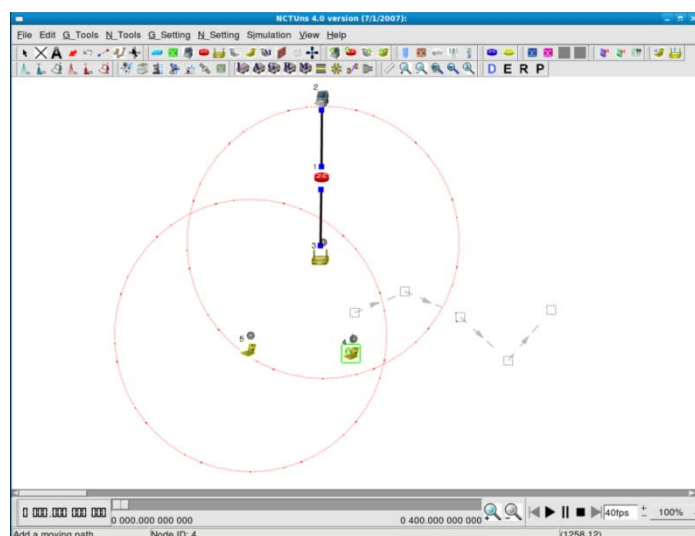 NCTUns 4.0 version (7/1/2007):
File Edit G_Tools N_Tools G_Setting N_Setting Simulation View Help
D E R P
2
1
3
5
4
0 000.000 000 000
0 000.000 000 000
0 400.000 000 000
40fps
100%
Add a moving path
Node ID: 4
(1258,12)